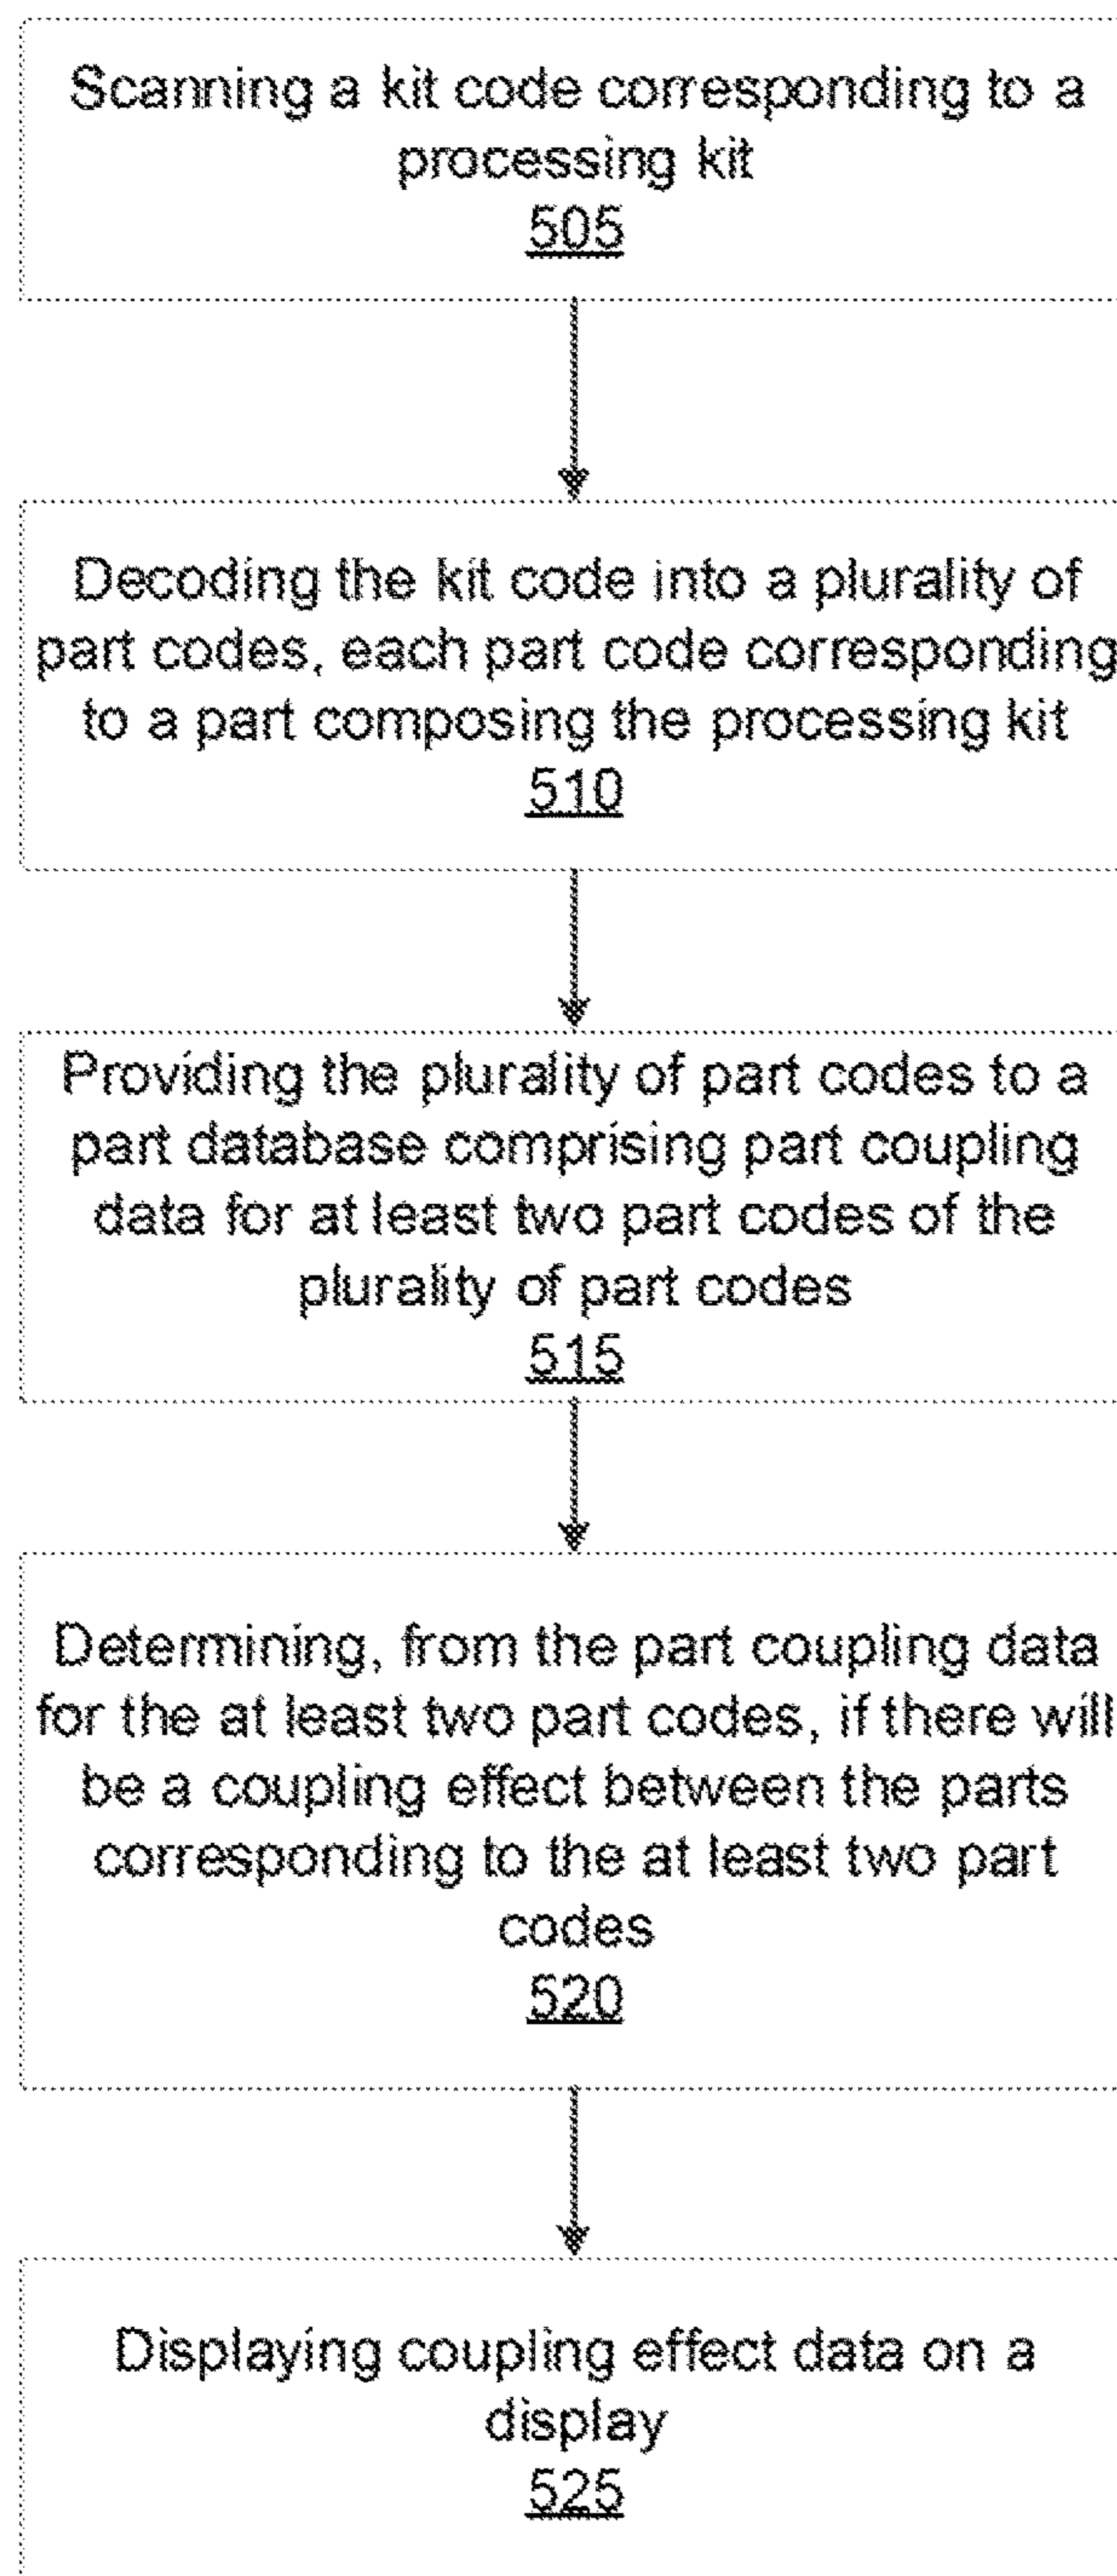 Scanning a kit code corresponding to a
processing kit
505
Decoding the kit code into a plurality of
part codes, each part code corresponding
to a part composing the processing kit
510
Providing the plurality of part codes to a
part database comprising part coupling
data for at least two part codes of the
plurality of part codes
515
Determining, from the part coupling data
for the at least two part codes, if there will
be a coupling effect between the parts
corresponding to the at least two part
codes
520
Displaying coupling effect data on a
display
525